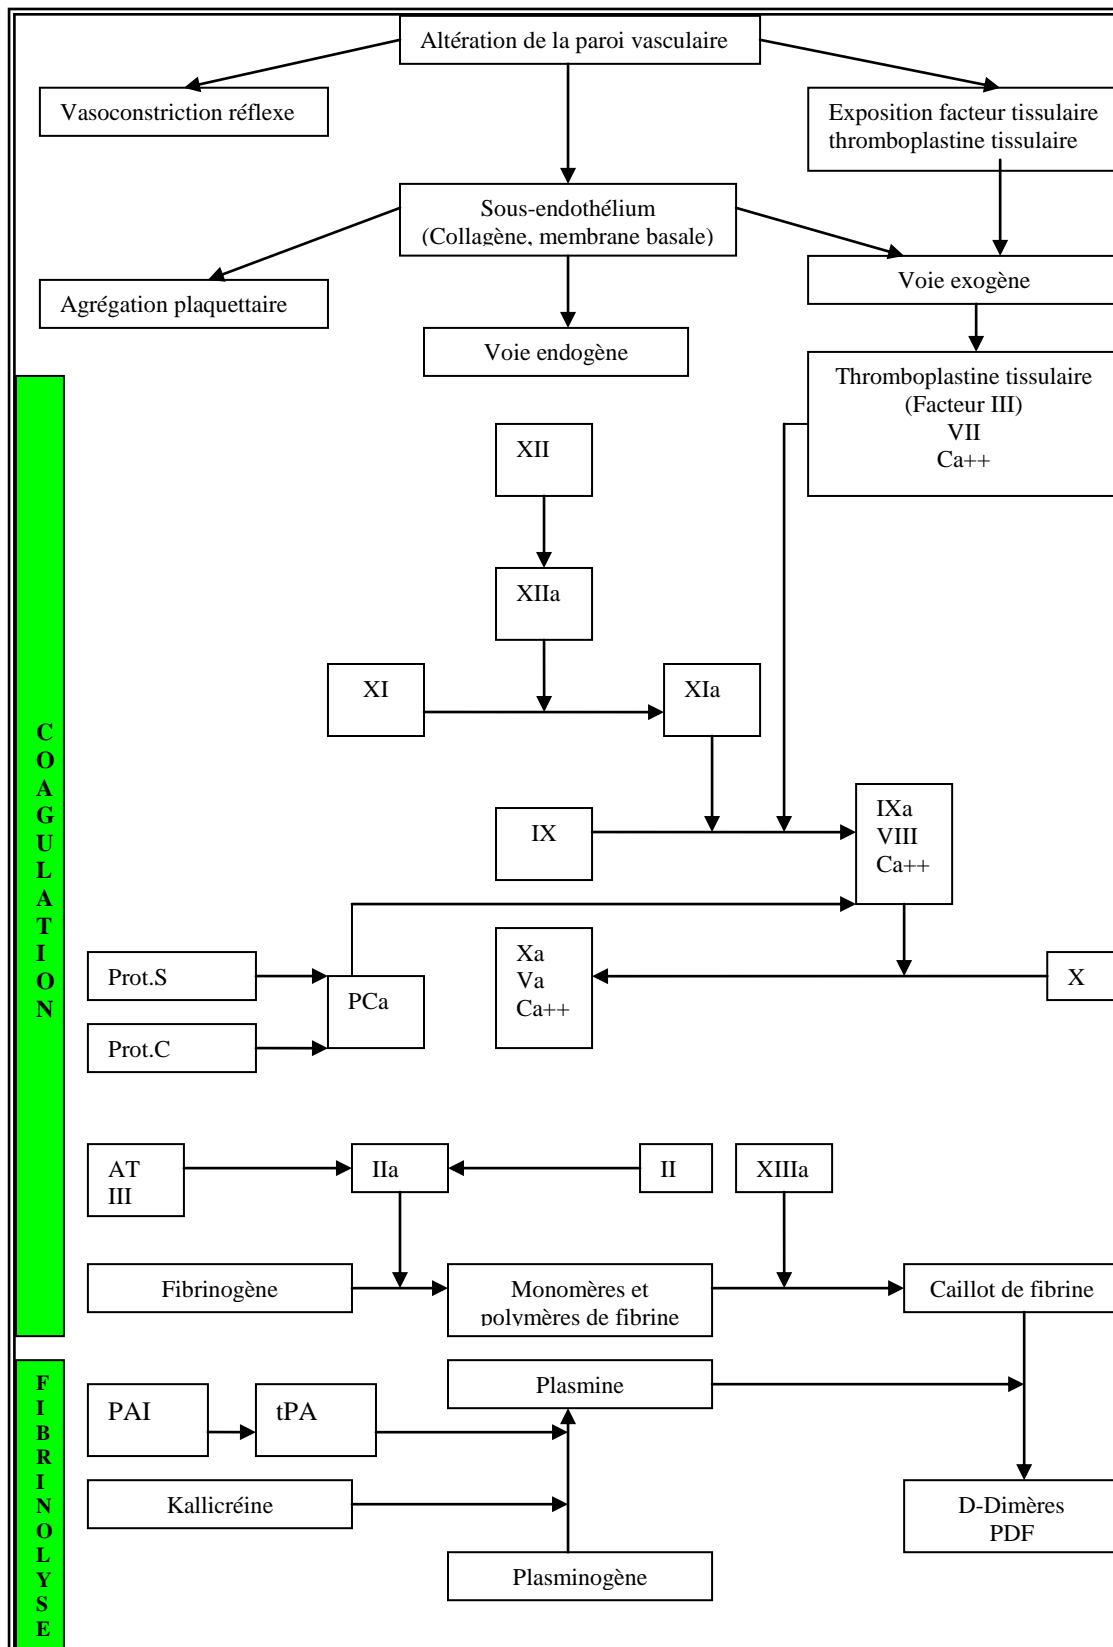 Altération de la paroi vasculaire
Vasoconstriction réflexe
Exposition facteur tissulaire
thromboplastine tissulaire
Sous-endothélium
(Collagène, membrane basale)
Agrégation plaquettaire
Voie exogène
Voie endogène
Thromboplastine tissulaire
(Facteur III)
VII
Ca++
COAGULATION
XII
XIIa
XI
XIa
IX
IXa
VIII
Ca++
Prot.S
PCa
Prot.C
Xa
Va
Ca++
X
AT
III
IIa
II
XIIIa
Fibrinogène
Monomères et
polymères de fibrine
Caillot de fibrine
FIBRINOLYSE
Plasmine
PAI
tPA
Kallicréine
D-Dimères
PDF
Plasminogène